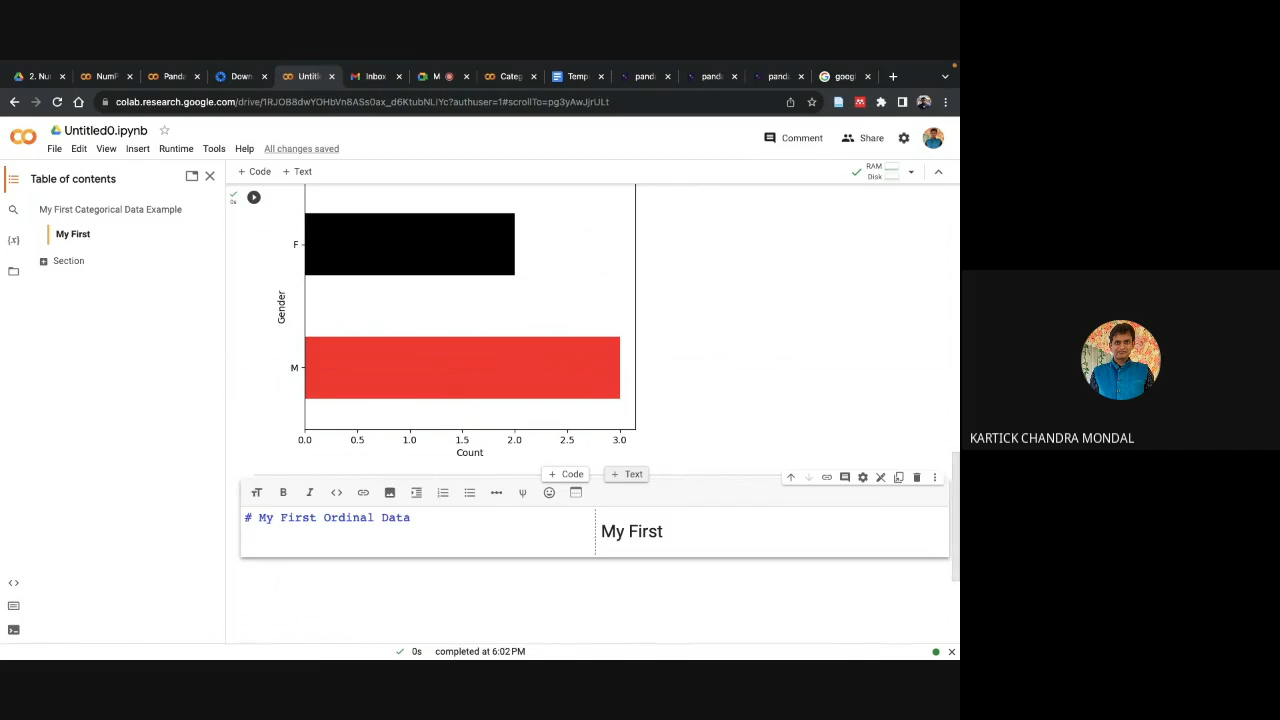 2. Nu
NumP
Panda
Down
Untitl
Inbox
M
Categ
Temp
panda
panda
panda
googl
colab.research.google.com/drive/1RJOB8dwYOHbVn8ASs0ax_d6KtubNLiYc?authuser=1#scrollTo=pg3yAwJjrULt
Untitled0.ipynb
Comment
Share
File Edit View Insert Runtime Tools Help All changes saved
+ Code + Text
RAM
Disk
Table of contents
My First Categorical Data Example
My First
Section
0s
F
Gender
M
0.0 0.5 1.0 1.5 2.0 2.5 3.0
Count
+ Code + Text
# My First Ordinal Data
My First
0s completed at 6:02 PM
KARTICK CHANDRA MONDAL